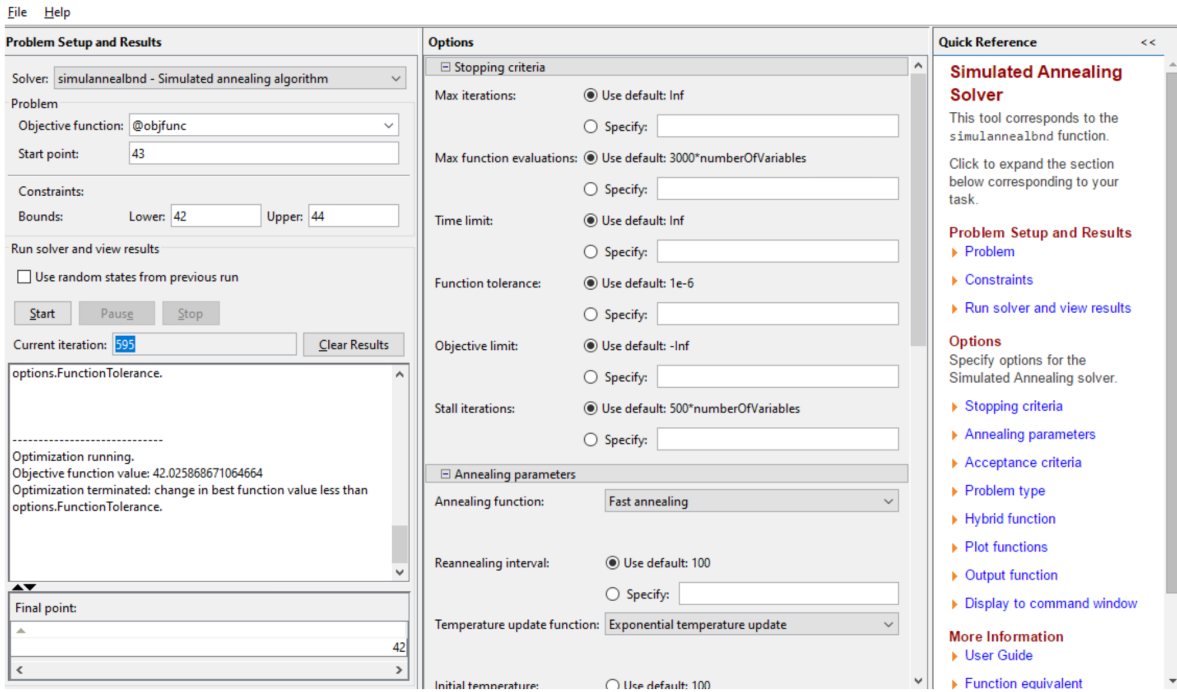 File Help
Problem Setup and Results
Solver: simulannealbnd - Simulated annealing algorithm
Problem
Objective function: @objfunc
Start point: 43
Constraints:
Bounds: Lower: 42 Upper: 44
Run solver and view results
Use random states from previous run
Start Pause Stop
Current iteration: 595 Clear Results
options.FunctionTolerance.
-----------------------------
Optimization running.
Objective function value: 42.025868671064664
Optimization terminated: change in best function value less than
options.FunctionTolerance.
Final point:
42
Options
Stopping criteria
Max iterations: Use default: Inf
Specify:
Max function evaluations: Use default: 3000*numberOfVariables
Specify:
Time limit: Use default: Inf
Specify:
Function tolerance: Use default: 1e-6
Specify:
Objective limit: Use default: -Inf
Specify:
Stall iterations: Use default: 500*numberOfVariables
Specify:
Annealing parameters
Annealing function: Fast annealing
Reannealing interval: Use default: 100
Specify:
Temperature update function: Exponential temperature update
Initial temperature: Use default: 100
Quick Reference <<
Simulated Annealing
Solver
This tool corresponds to the
simulannealbnd function.
Click to expand the section
below corresponding to your
task.
Problem Setup and Results
Problem
Constraints
Run solver and view results
Options
Specify options for the
Simulated Annealing solver.
Stopping criteria
Annealing parameters
Acceptance criteria
Problem type
Hybrid function
Plot functions
Output function
Display to command window
More Information
User Guide
Function equivalent